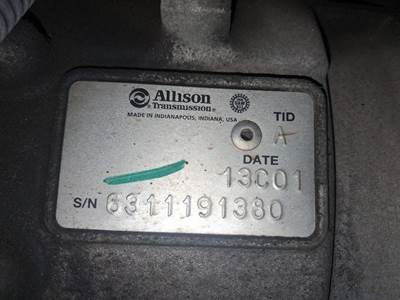 Allison
Transmission®
MADE IN INDIANAPOLIS, INDIANA, USA
TID
A
DATE
13C01
S/N 6311191380